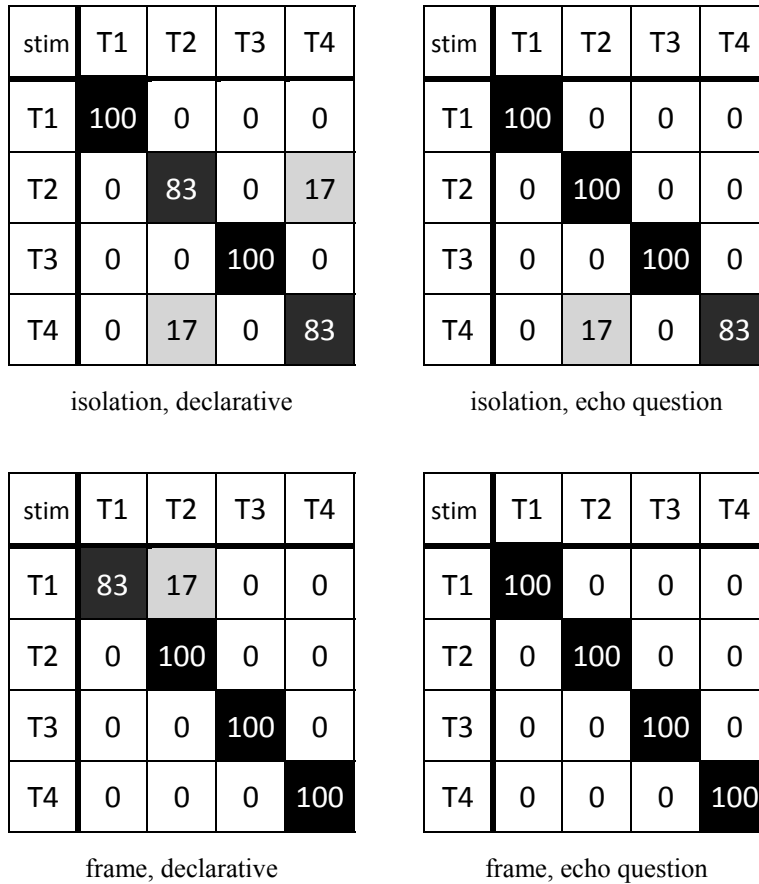 stim T1 T2 T3 T4
T1 100 0 0 0
T2 0 83 0 17
T3 0 0 100 0
T4 0 17 0 83
isolation, declarative
stim T1 T2 T3 T4
T1 100 0 0 0
T2 0 100 0 0
T3 0 0 100 0
T4 0 17 0 83
isolation, echo question
stim T1 T2 T3 T4
T1 83 17 0 0
T2 0 100 0 0
T3 0 0 100 0
T4 0 0 0 100
frame, declarative
stim T1 T2 T3 T4
T1 100 0 0 0
T2 0 100 0 0
T3 0 0 100 0
T4 0 0 0 100
frame, echo question